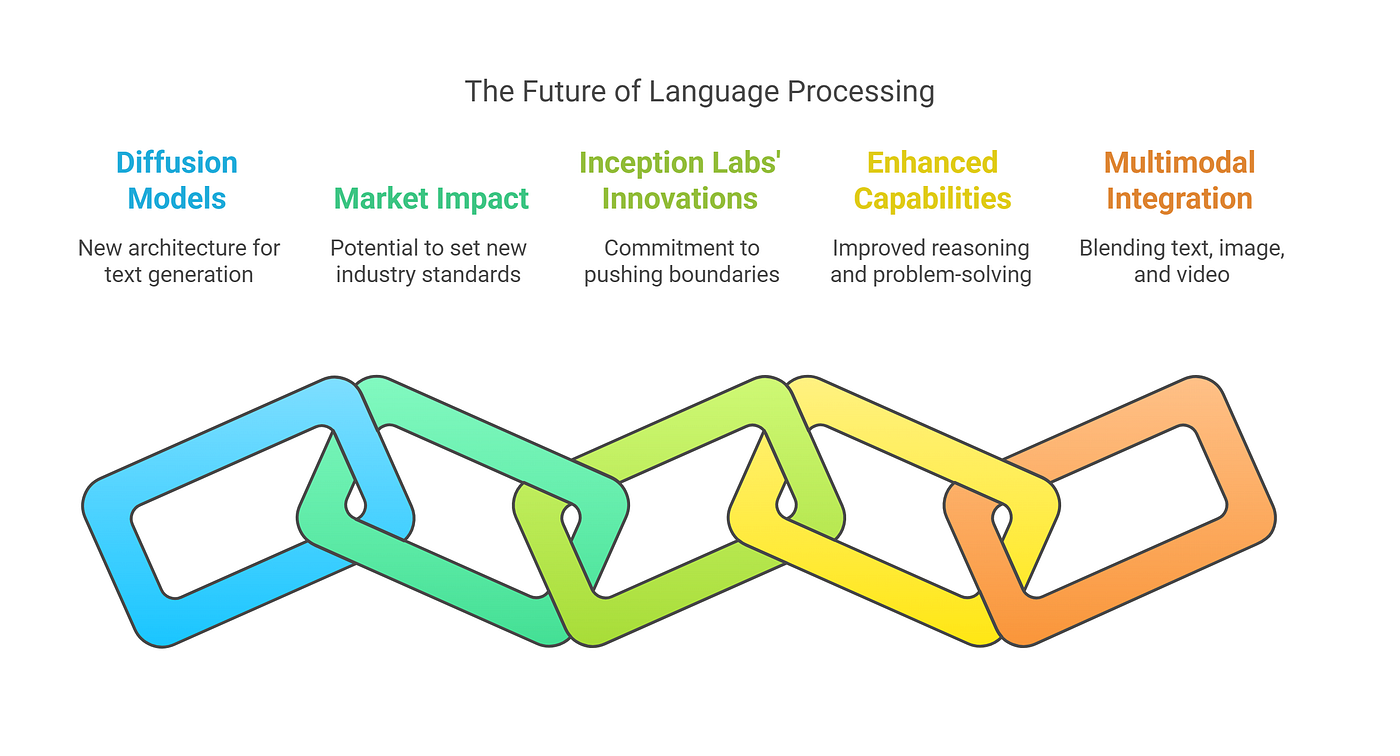 The Future of Language Processing
Diffusion
Models
New architecture for
text generation
Market Impact
Potential to set new
industry standards
Inception Labs'
Innovations
Commitment to
pushing boundaries
Enhanced
Capabilities
Improved reasoning
and problem-solving
Multimodal
Integration
Blending text, image,
and video